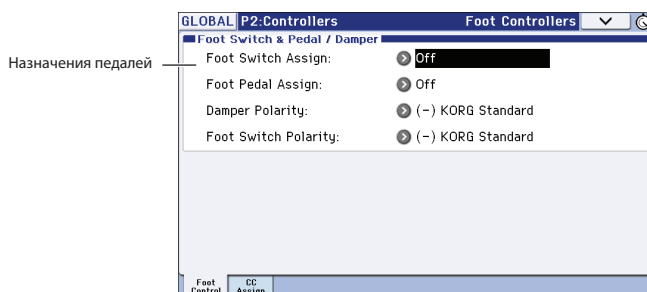 GLOBAL P2:Controllers Foot Controllers
Foot Switch & Pedal / Damper
Назначения педалей
Foot Switch Assign: Off
Foot Pedal Assign: Off
Damper Polarity: (-) KORG Standard
Foot Switch Polarity: (-) KORG Standard
Foot Control
CC Assign